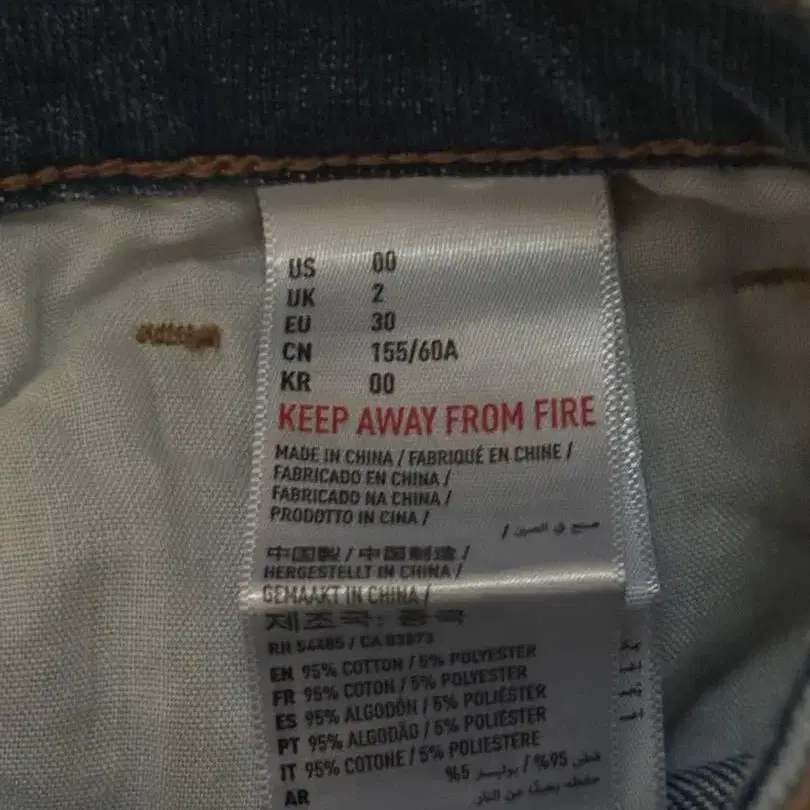 US 00
UK 2
EU 30
CN 155/60A
KR 00
KEEP AWAY FROM FIRE
MADE IN CHINA / FABRIQUÉ EN CHINE /
FABRICADO EN CHINA /
FABRICADO NA CHINA /
PRODOTTO IN CINA /
صنع في الصين /
中国製 / 中国制造 /
HERGESTELLT IN CHINA /
GEMAAKT IN CHINA /
제조국: 중국
RN 54485 / CA 03873
EN 95% COTTON / 5% POLYESTER
FR 95% COTON / 5% POLYESTER
ES 95% ALGODÓN / 5% POLIÉSTER
PT 95% ALGODÃO / 5% POLIÉSTER
IT 95% COTONE / 5% POLIESTERE
قطن 95% / بوليستر 5%
AR